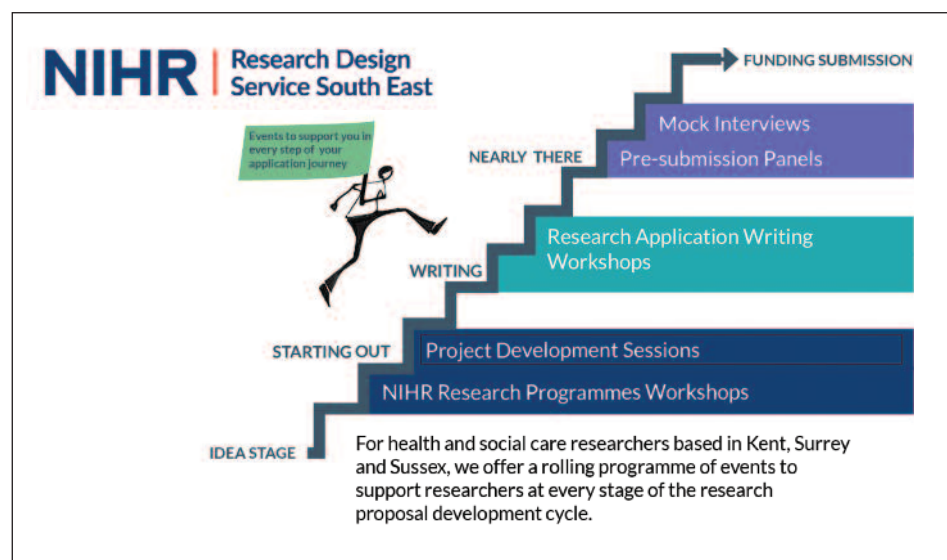 NIHR | Research Design
Service South East
FUNDING SUBMISSION
Events to support you in
every step of your
application journey
Mock Interviews
NEARLY THERE
Pre-submission Panels
Research Application Writing
Workshops
WRITING
STARTING OUT
Project Development Sessions
NIHR Research Programmes Workshops
IDEA STAGE
For health and social care researchers based in Kent, Surrey
and Sussex, we offer a rolling programme of events to
support researchers at every stage of the research
proposal development cycle.